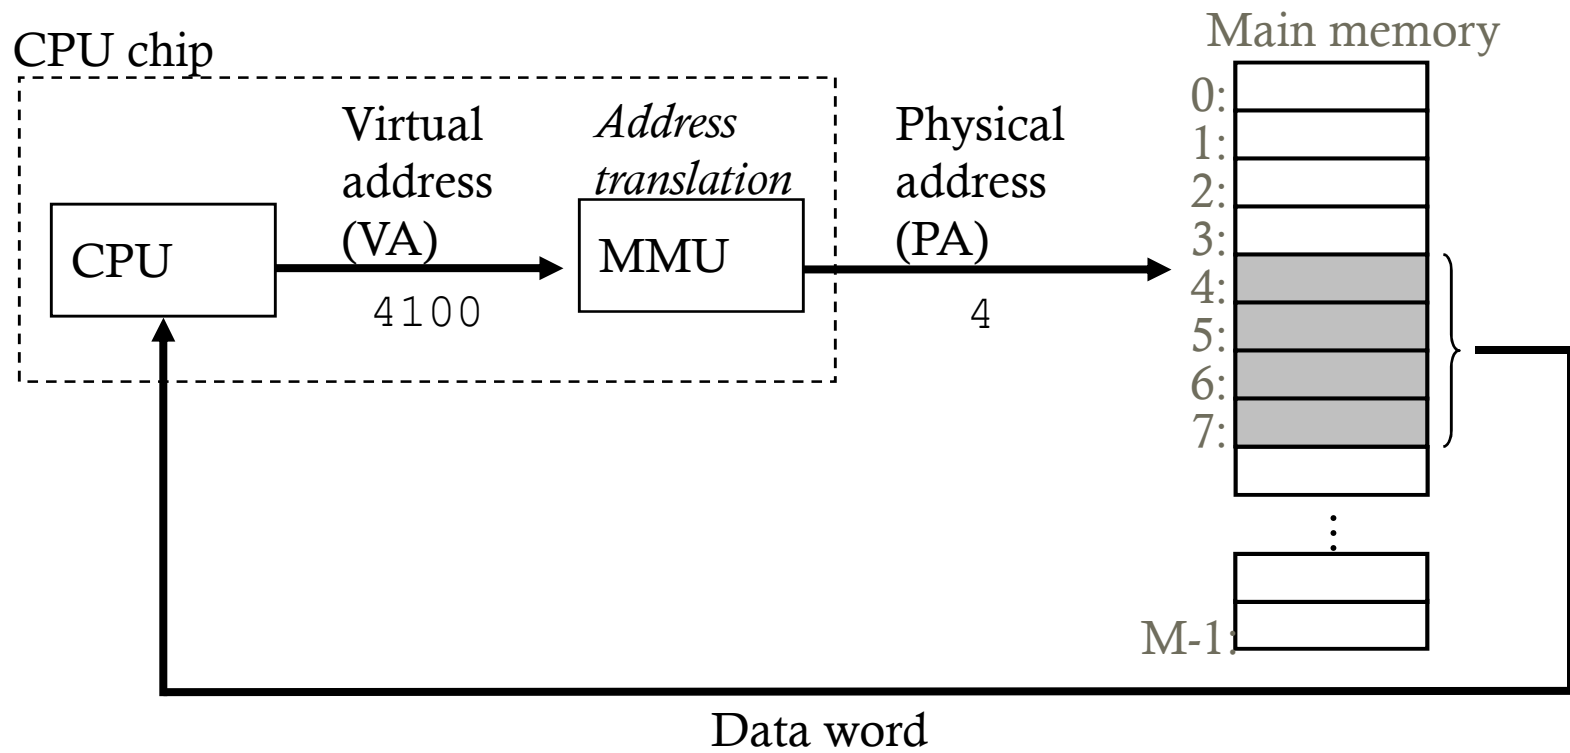 CPU chip
Main memory
Virtual
address
(VA)
Address
translation
Physical
address
(PA)
CPU
MMU
4100
4
0:
1:
2:
3:
4:
5:
6:
7:
M-1:
Data word